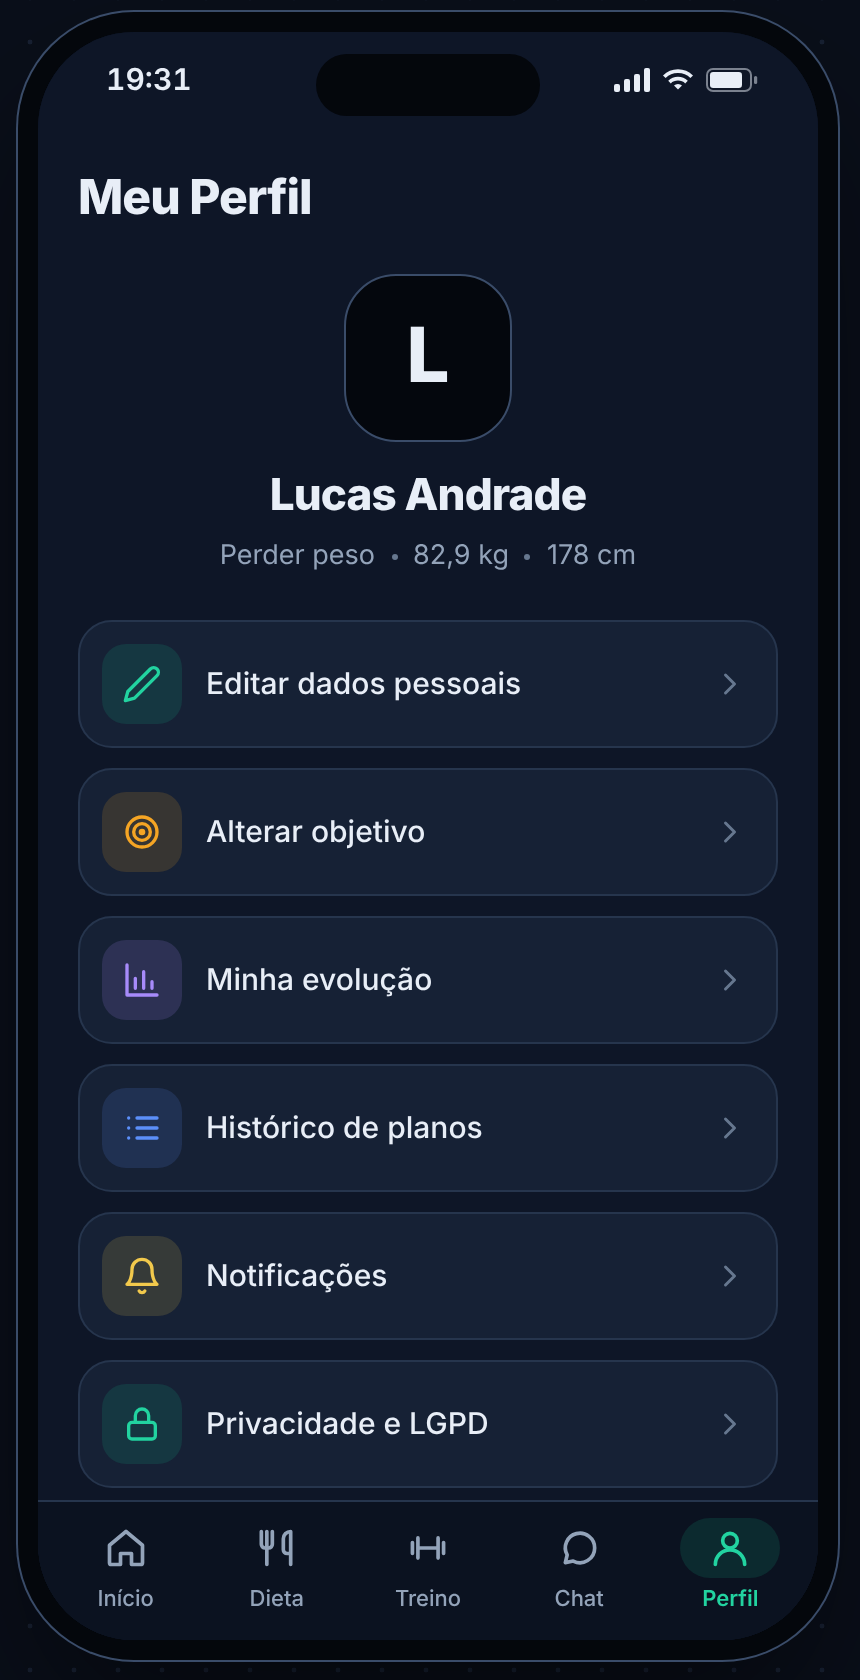 19:31
Meu Perfil
L
Lucas Andrade
Perder peso • 82,9 kg • 178 cm
Editar dados pessoais
Alterar objetivo
Minha evolução
Histórico de planos
Notificações
Privacidade e LGPD
Início Dieta Treino Chat Perfil